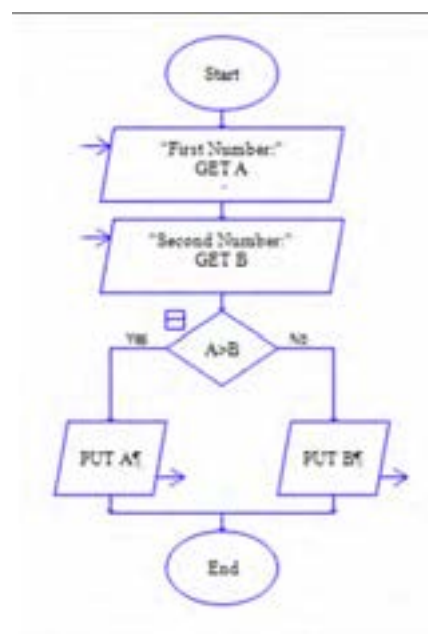 Start
"First Number:"
GET A
"Second Number:"
GET B
Yes
A>B
No
PUT A¶
PUT B¶
End